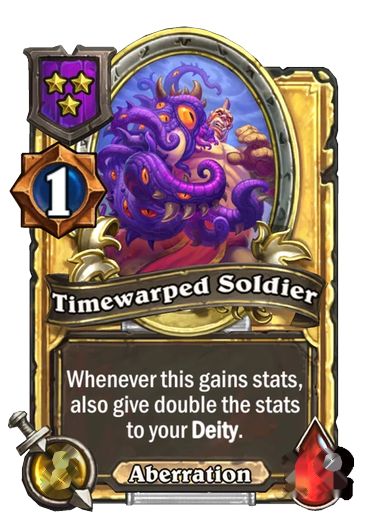 1
Timewarped Soldier
Whenever this gains stats,
also give double the stats
to your Deity.
Aberration